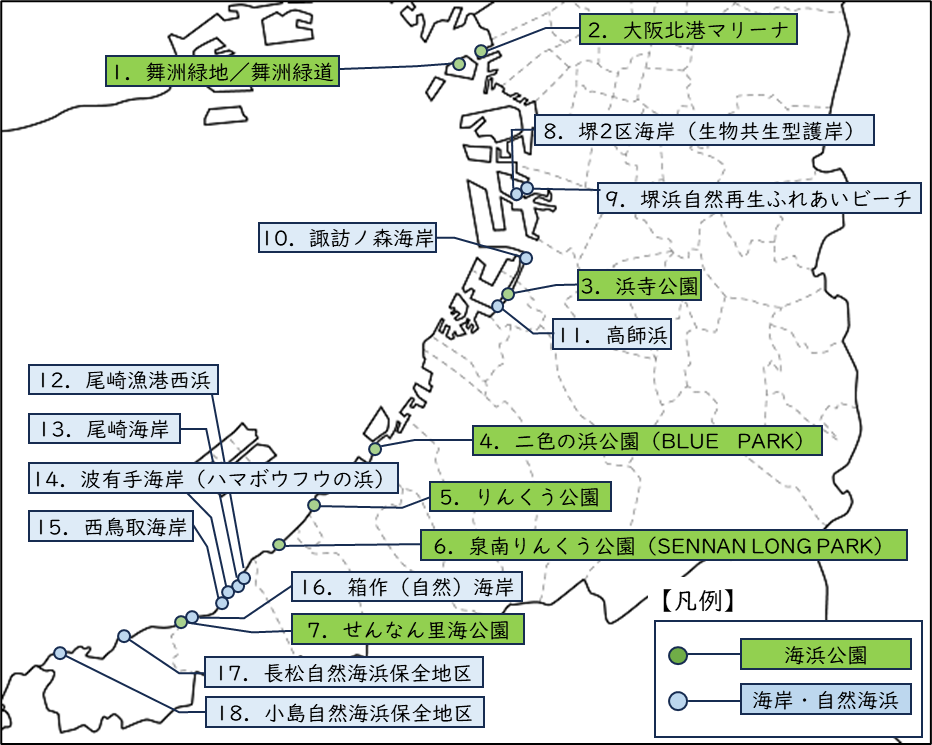 2．大阪北港マリーナ
1．舞洲緑地／舞洲緑道
8．堺2区海岸（生物共生型護岸）
9．堺浜自然再生ふれあいビーチ
10．諏訪ノ森海岸
3．浜寺公園
11．高師浜
12．尾崎漁港西浜
13．尾崎海岸
4．二色の浜公園（BLUE　PARK）
14．波有手海岸（ハマボウフウの浜）
5．りんくう公園
15．西鳥取海岸
6．泉南りんくう公園（SENNAN LONG PARK）
16．箱作（自然）海岸
7．せんなん里海公園
17．長松自然海浜保全地区
18．小島自然海浜保全地区
【凡例】
海浜公園
海岸・自然海浜